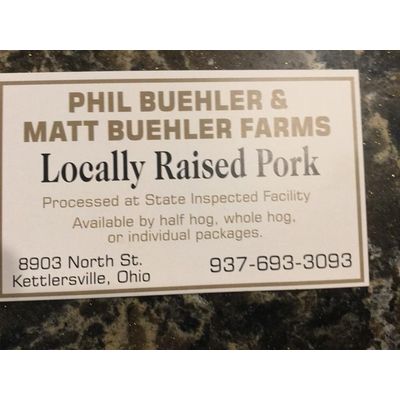 PHIL BUEHLER &
MATT BUEHLER FARMS
Locally Raised Pork
Processed at State Inspected Facility
Available by half hog, whole hog,
or individual packages.
8903 North St.
Kettlersville, Ohio
937-693-3093